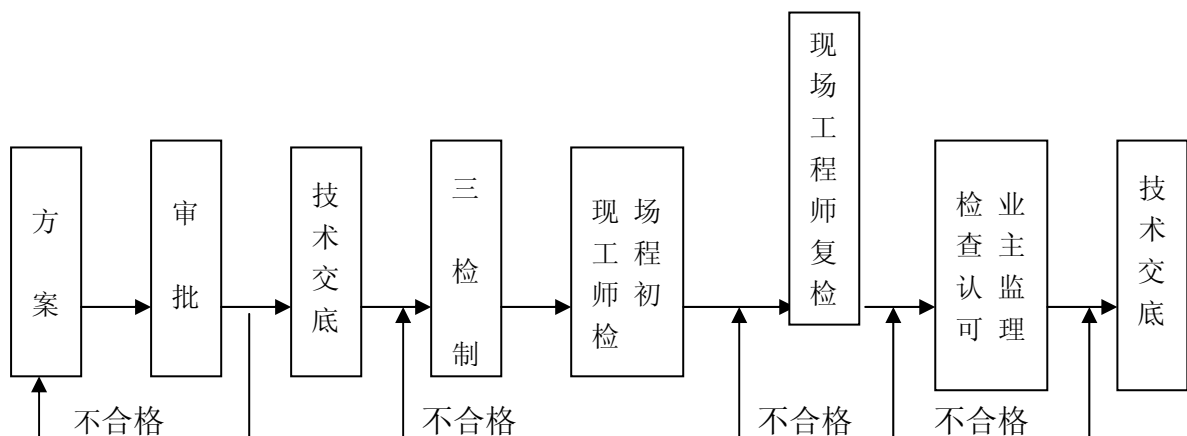 方案
审批
技术交底
三检制
现场
工程
师初
检
现场工程师复检
检业
查主
认监
可理
技术交底
不合格
不合格
不合格
不合格